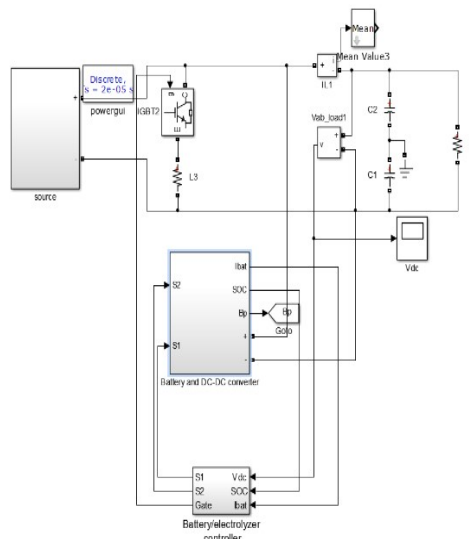 Mean
Mean Value3
Discrete,
s = 2e-05 s
powergui
IGBT2
g
C
E
+
i
-
IL1
L3
Vab_load1
v
+
-
C2
C1
+
source
Vdc
Ibat
SOC
Bp
+
-
S2
S1
Bp
Goto
Battery and DC-DC converter
S1
S2
Gate
Vdc
SOC
Ibat
Battery/electrolyzer
controller